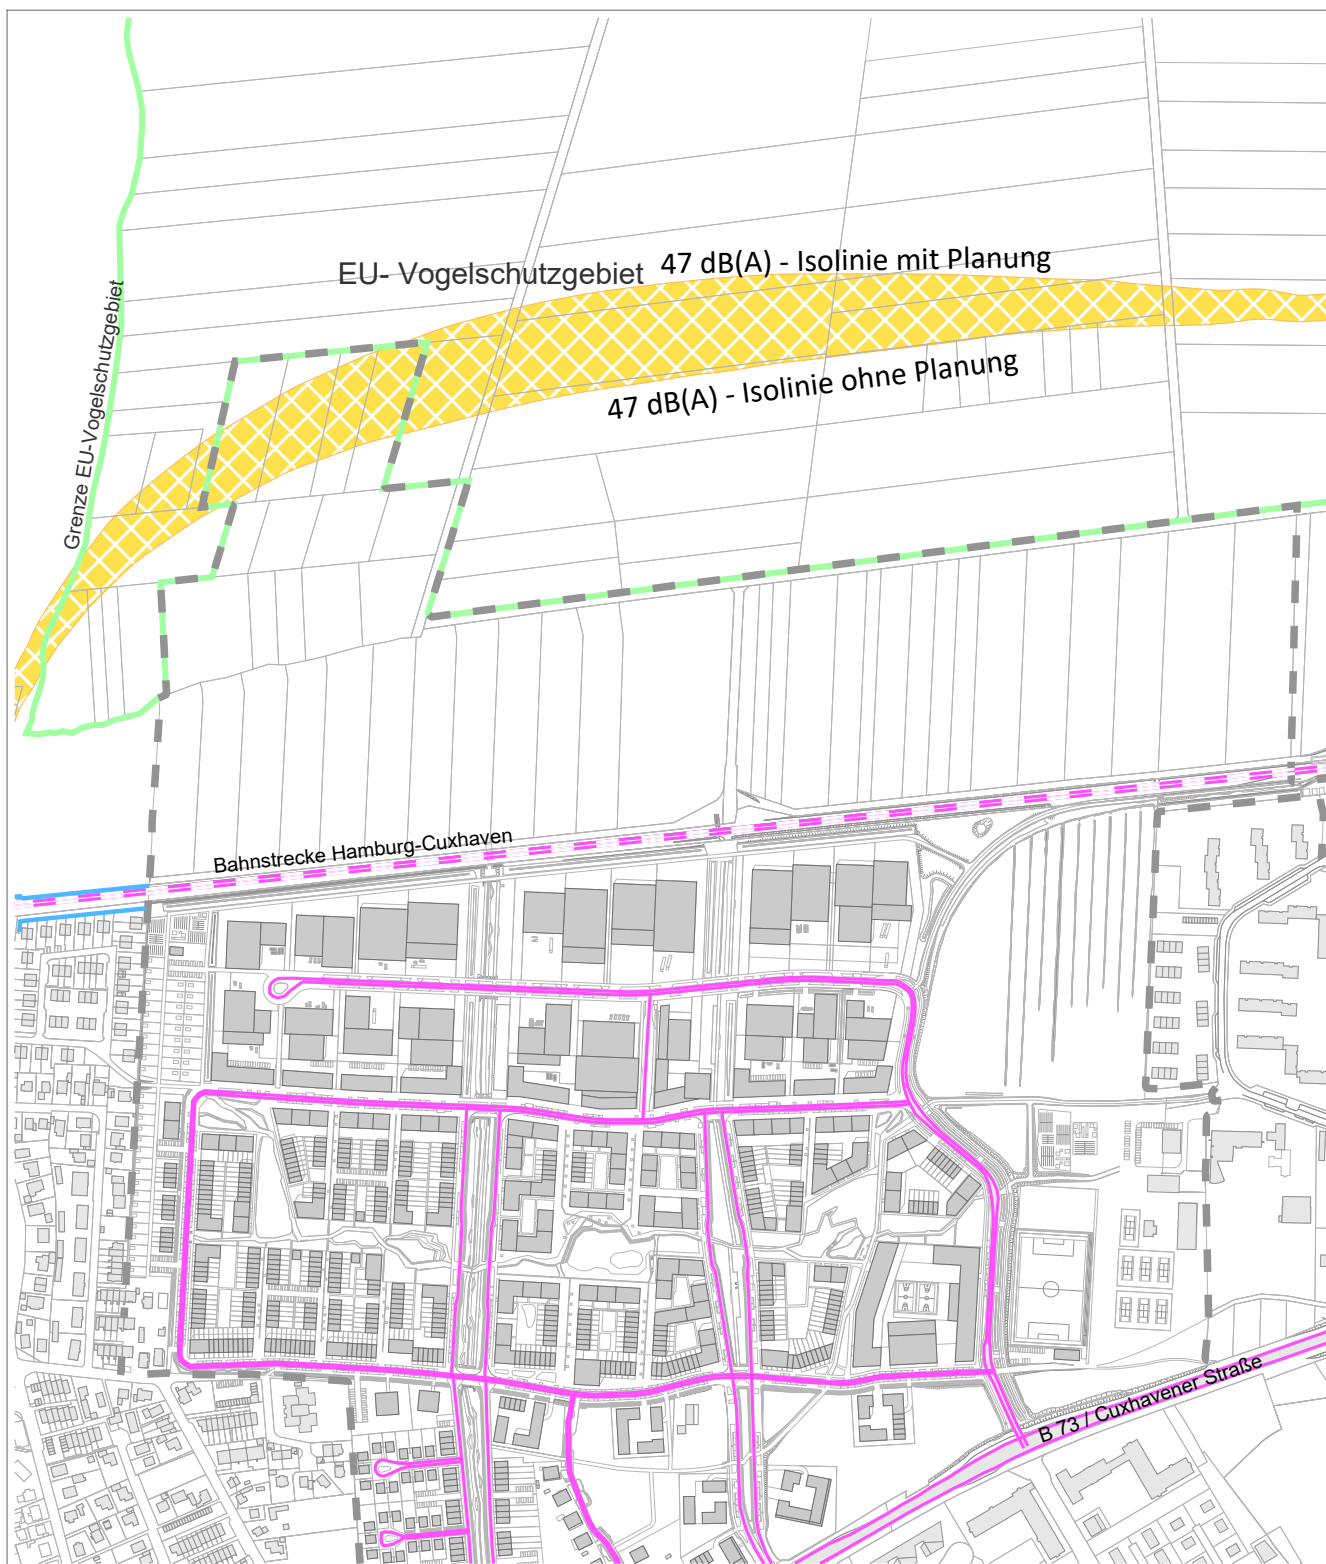 47 dB(A) - Isolinie mit Planung
EU- Vogelschutzgebiet
Grenze EU-Vogelschutzgebiet
47 dB(A) - Isolinie ohne Planung
Bahnstrecke Hamburg-Cuxhaven
B 73 / Cuxhavener Straße